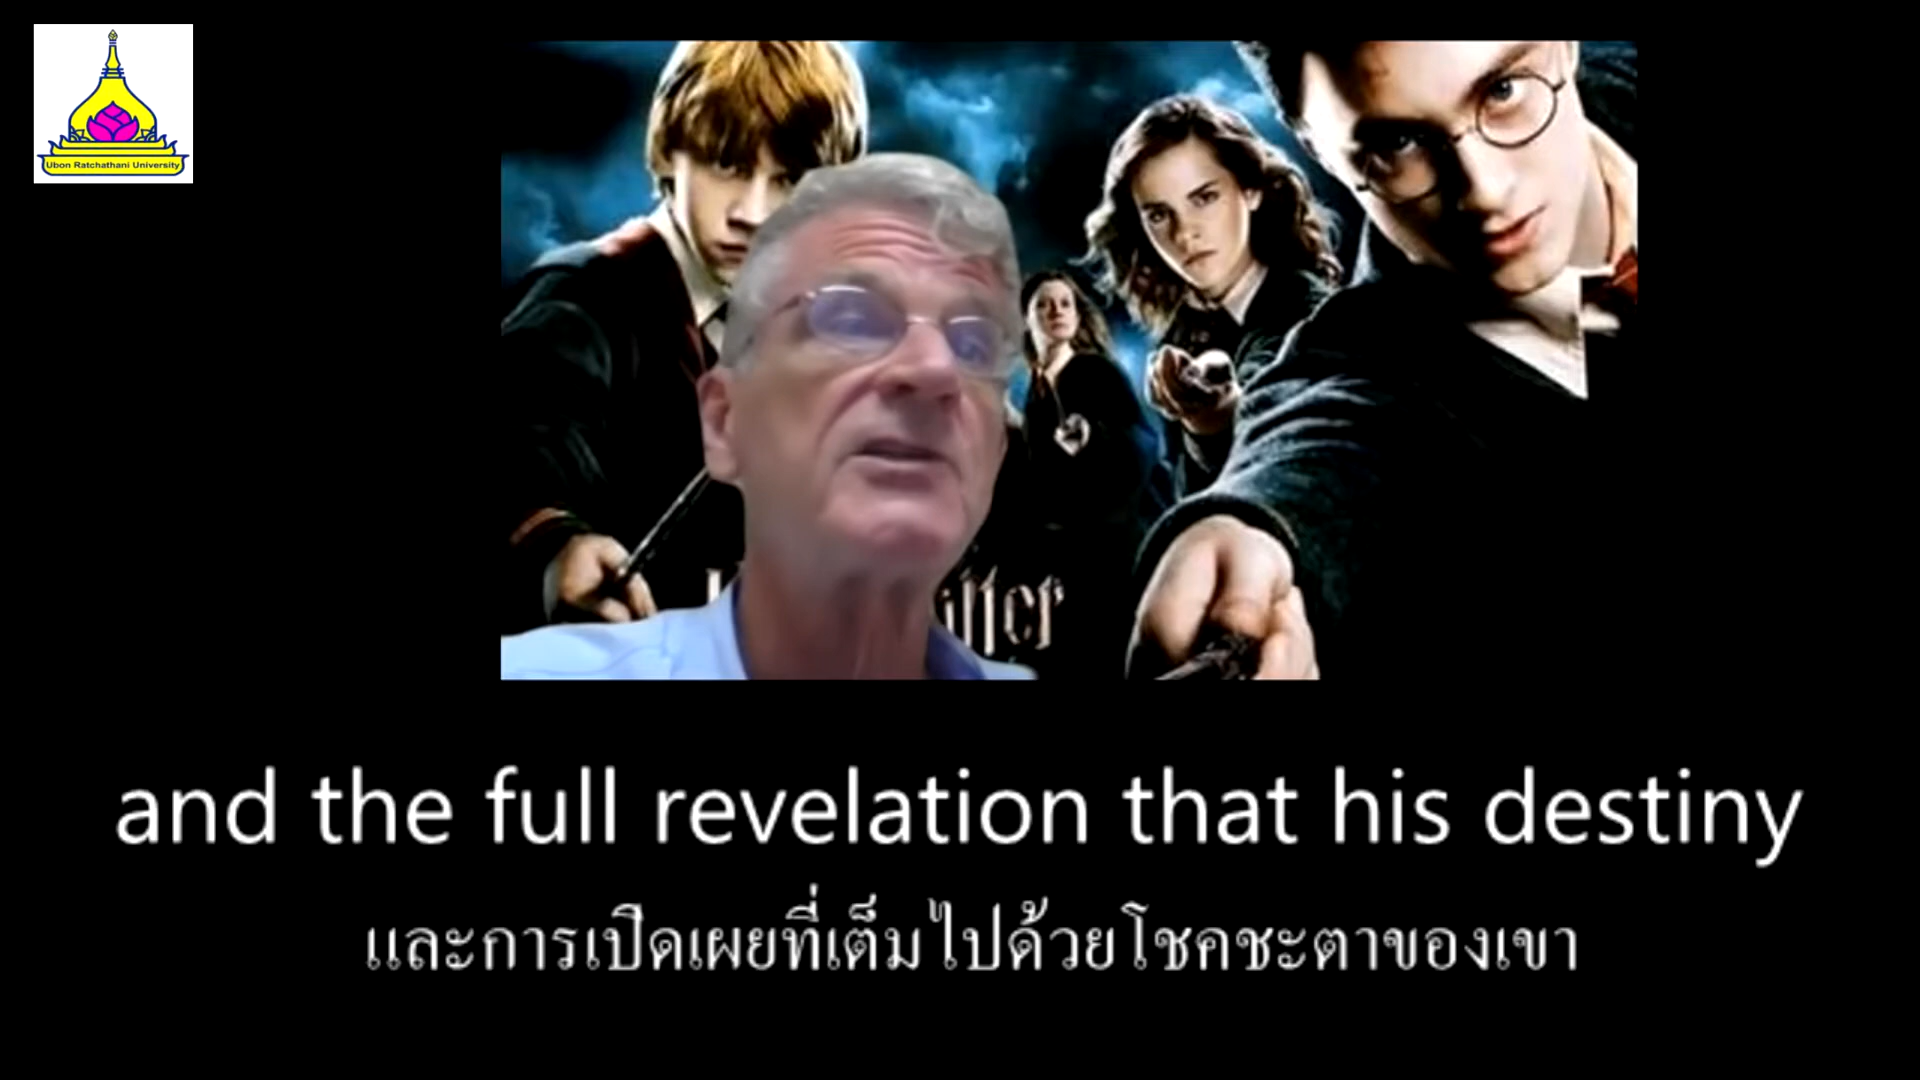 Ubon Ratchathani University
and the full revelation that his destiny
และการเปิดเผยที่เต็มไปด้วยโชคชะตาของเขา